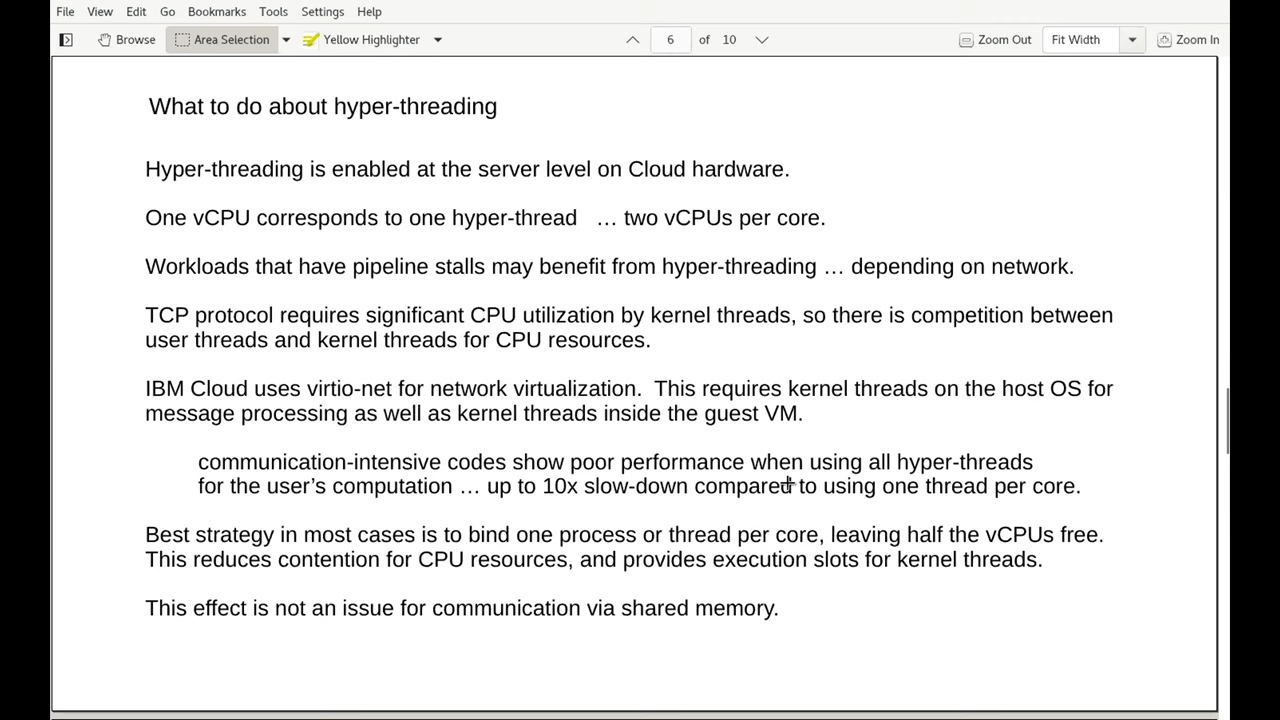 File View Edit Go Bookmarks Tools Settings Help
Browse Area Selection Yellow Highlighter 6 of 10 Zoom Out Fit Width Zoom In
What to do about hyper-threading
Hyper-threading is enabled at the server level on Cloud hardware.
One vCPU corresponds to one hyper-thread … two vCPUs per core.
Workloads that have pipeline stalls may benefit from hyper-threading … depending on network.
TCP protocol requires significant CPU utilization by kernel threads, so there is competition between
user threads and kernel threads for CPU resources.
IBM Cloud uses virtio-net for network virtualization. This requires kernel threads on the host OS for
message processing as well as kernel threads inside the guest VM.
communication-intensive codes show poor performance when using all hyper-threads
for the user’s computation … up to 10x slow-down compared to using one thread per core.
Best strategy in most cases is to bind one process or thread per core, leaving half the vCPUs free.
This reduces contention for CPU resources, and provides execution slots for kernel threads.
This effect is not an issue for communication via shared memory.